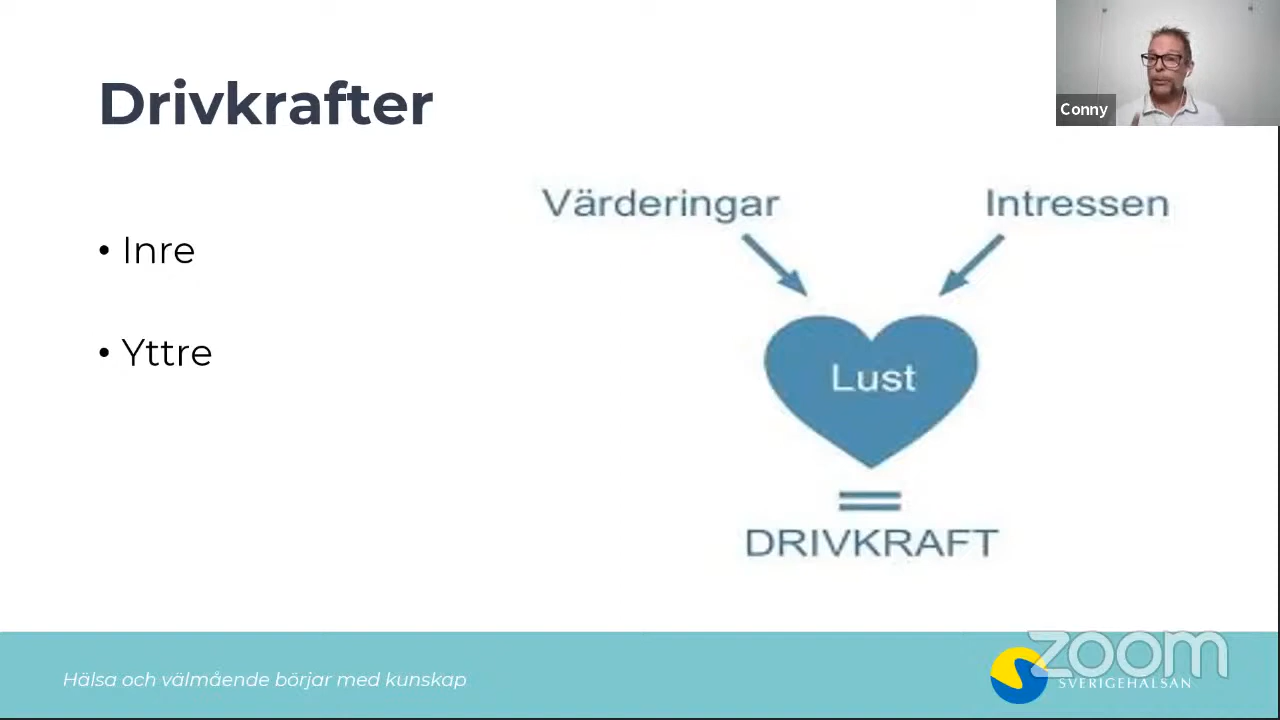 Drivkrafter
Conny
• Inre
• Yttre
Värderingar
Intressen
Lust
DRIVKRAFT
Hälsa och välmående börjar med kunskap
zoom
SVERIGEHÄLSAN